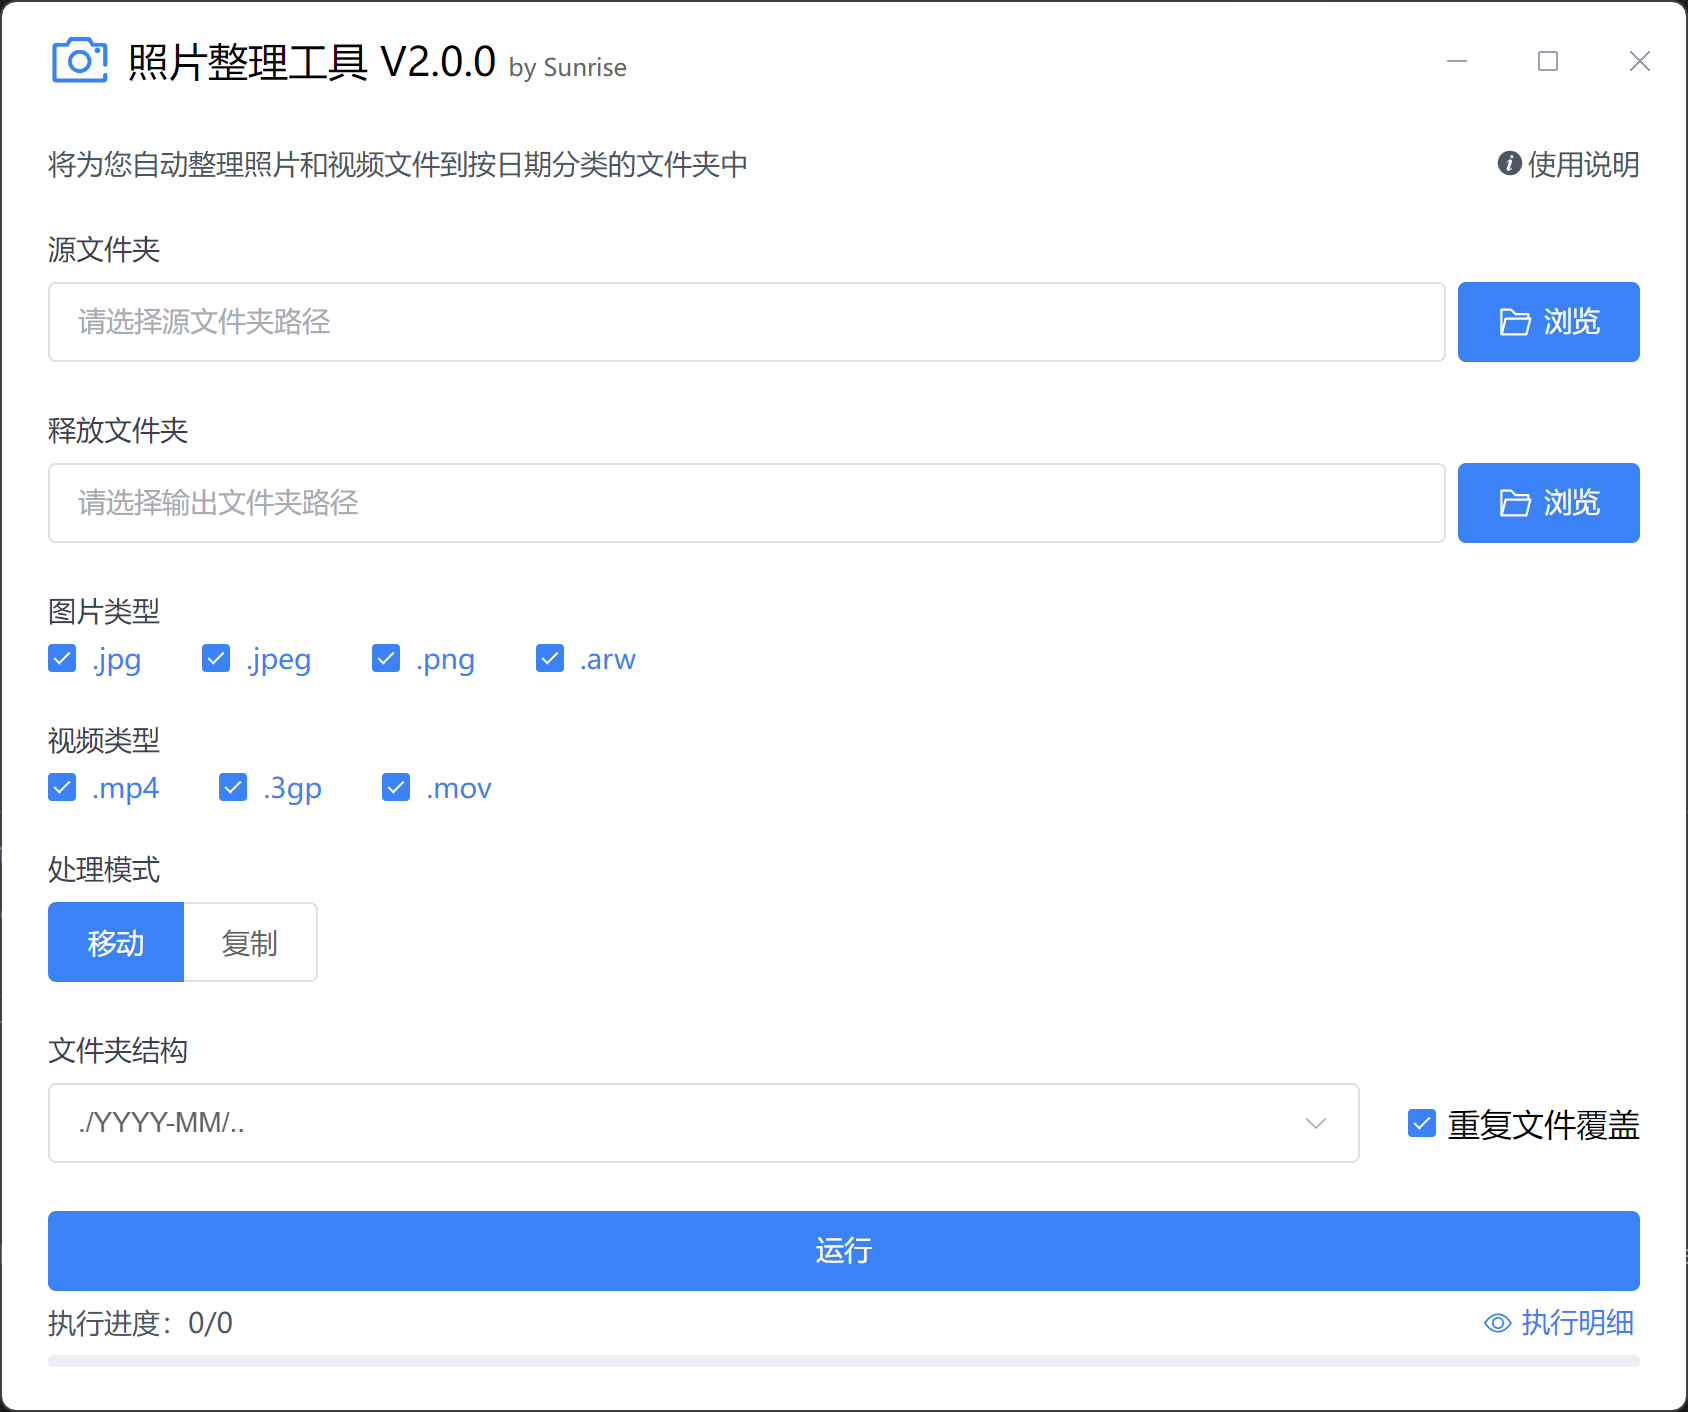 照片整理工具 V2.0.0 by Sunrise
将为您自动整理照片和视频文件到按日期分类的文件夹中 使用说明
源文件夹
请选择源文件夹路径 浏览
释放文件夹
请选择输出文件夹路径 浏览
图片类型
.jpg .jpeg .png .arw
视频类型
.mp4 .3gp .mov
处理模式
移动 复制
文件夹结构
./YYYY-MM/.. 重复文件覆盖
运行
执行进度：0/0 执行明细